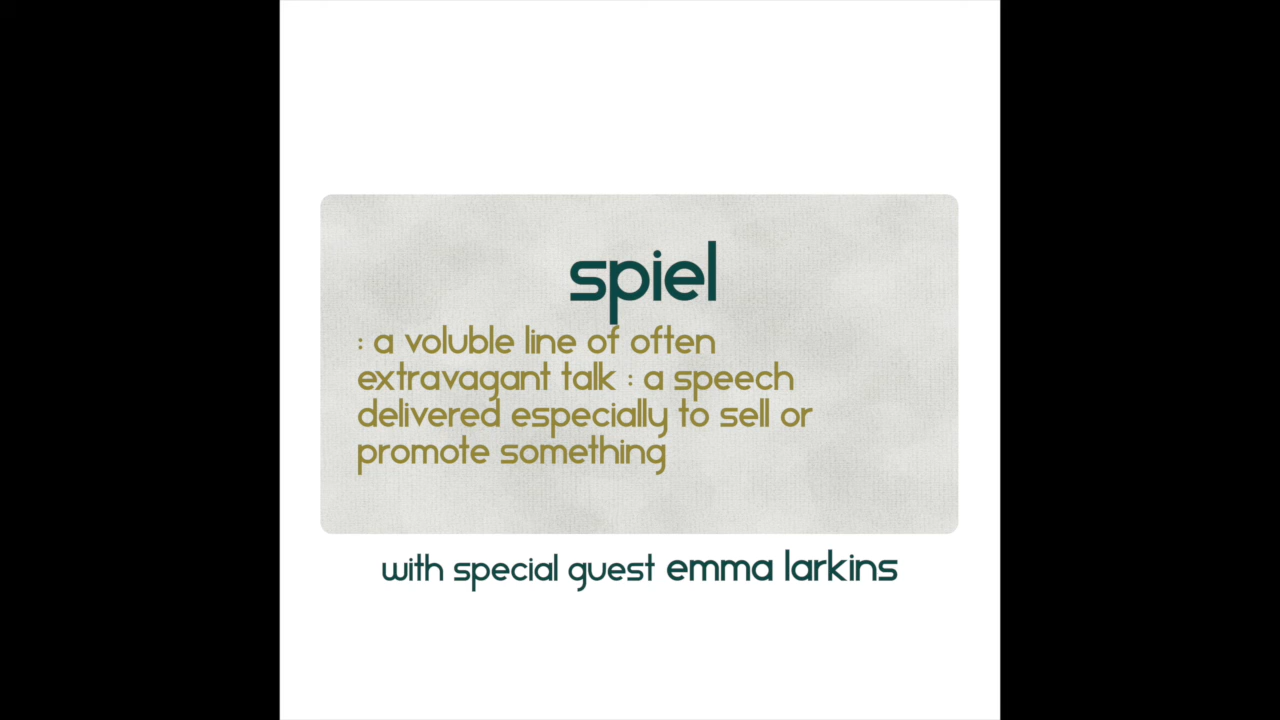 spiel
: a voluble line of often
extravagant talk : a speech
delivered especially to sell or
promote something
with special guest emma larkins